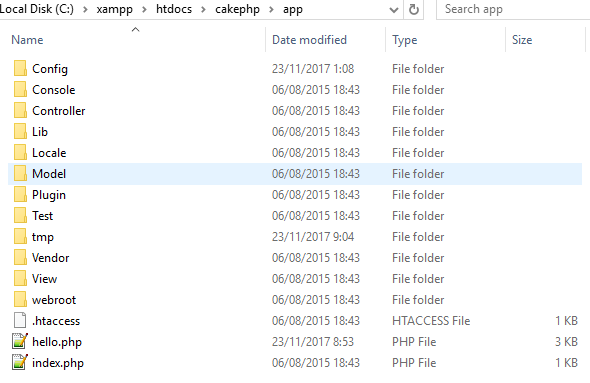 Local Disk (C:) › xampp › htdocs › cakephp › app Search app
Name Date modified Type Size
Config 23/11/2017 1:08 File folder
Console 06/08/2015 18:43 File folder
Controller 06/08/2015 18:43 File folder
Lib 06/08/2015 18:43 File folder
Locale 06/08/2015 18:43 File folder
Model 06/08/2015 18:43 File folder
Plugin 06/08/2015 18:43 File folder
Test 06/08/2015 18:43 File folder
tmp 23/11/2017 9:04 File folder
Vendor 06/08/2015 18:43 File folder
View 06/08/2015 18:43 File folder
webroot 06/08/2015 18:43 File folder
.htaccess 06/08/2015 18:43 HTACCESS File 1 KB
hello.php 23/11/2017 8:53 PHP File 3 KB
index.php 06/08/2015 18:43 PHP File 1 KB